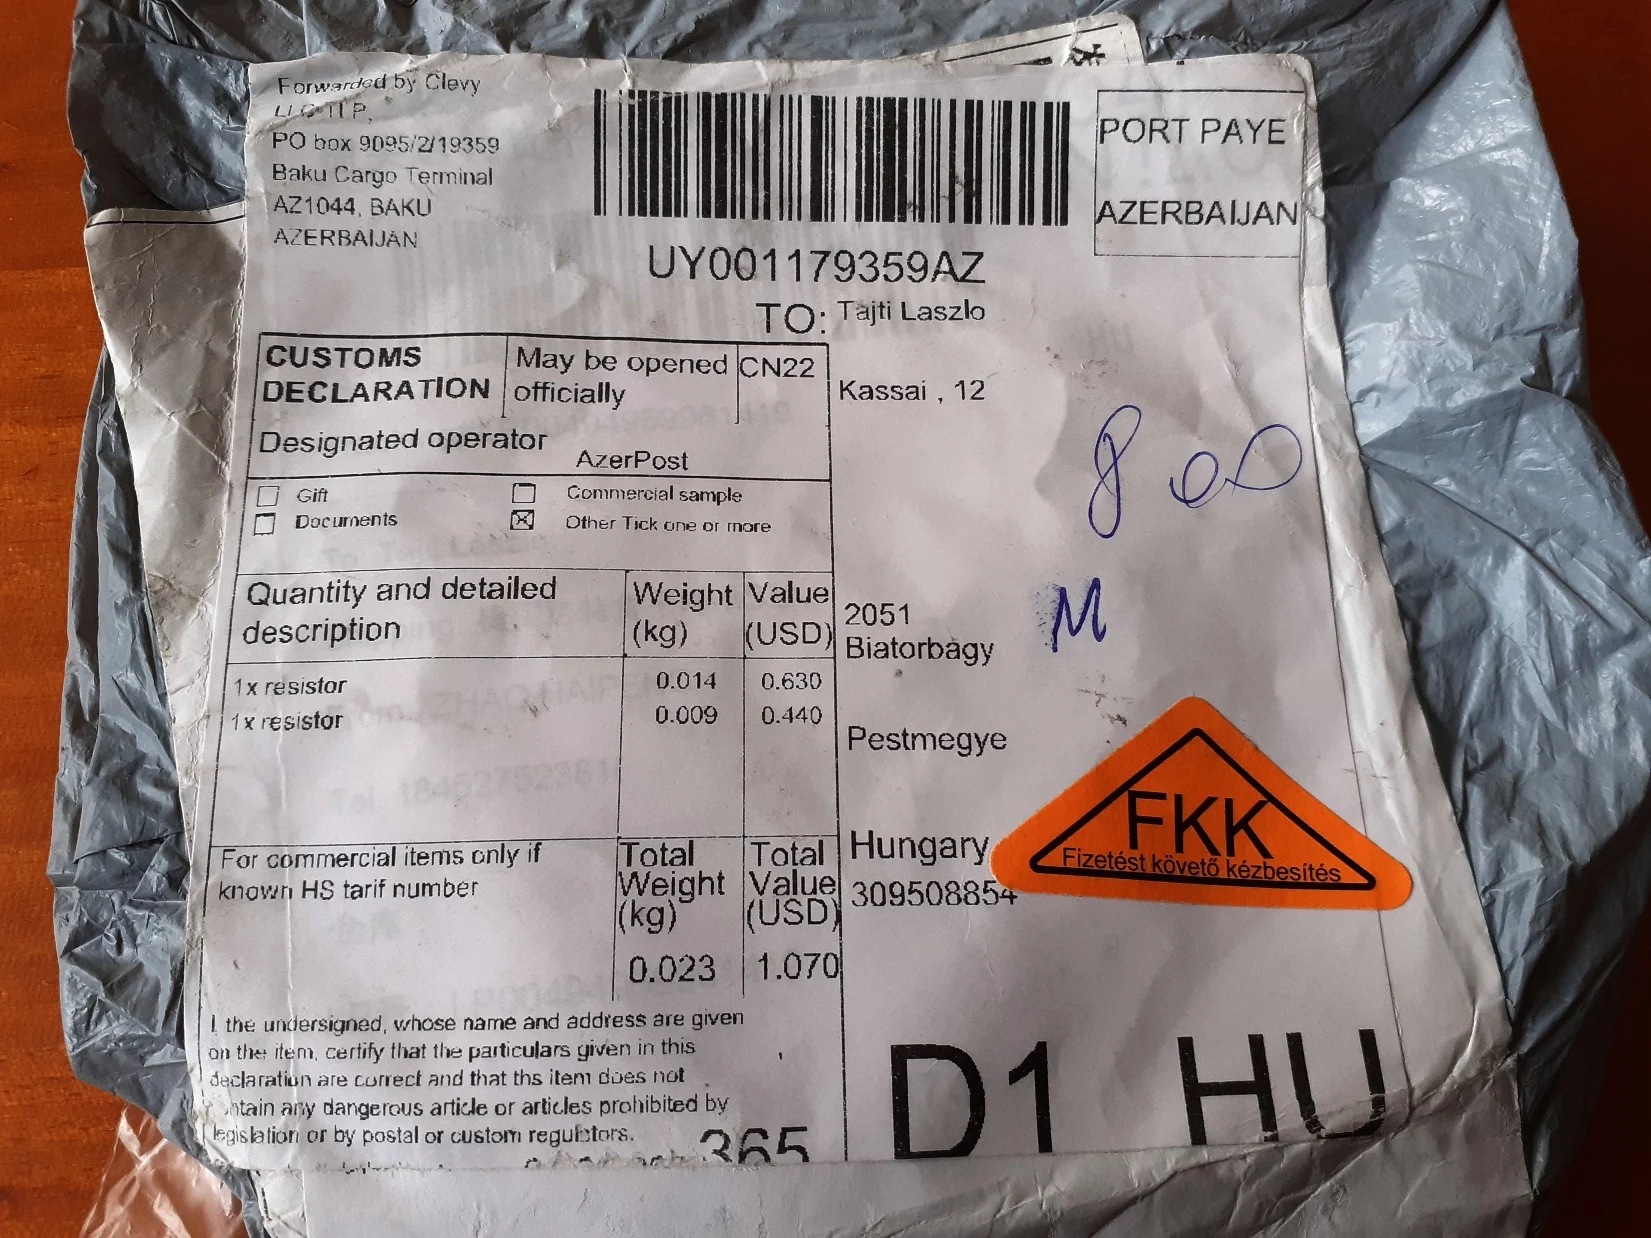 Forwarded by Clevy
PO box 9095/2/19359
Baku Cargo Terminal
AZ1044, BAKU
AZERBAIJAN
UY001179359AZ
PORT PAYE
AZERBAIJAN
TO: Tajti Laszlo
Kassai , 12
2051
Biatorbagy
Pestmegye
Hungary
309508854
CUSTOMS DECLARATION
May be opened officially
CN22
Designated operator
AzerPost
Gift
Commercial sample
Documents
Other Tick one or more
Quantity and detailed description
Weight (kg)
Value (USD)
1x resistor 0.014 0.630
1x resistor 0.009 0.440
For commercial items only if
known HS tarif number
Total Weight (kg)
Total Value (USD)
0.023 1.070
I the undersigned, whose name and address are given
on the item, certify that the particulars given in this
declaration are correct and that ths item does not
any dangerous article or articles prohibited by
legislation or by postal or custom regulators.
365
D1 HU
8
M
FKK
Fizetést követő kézbesítés